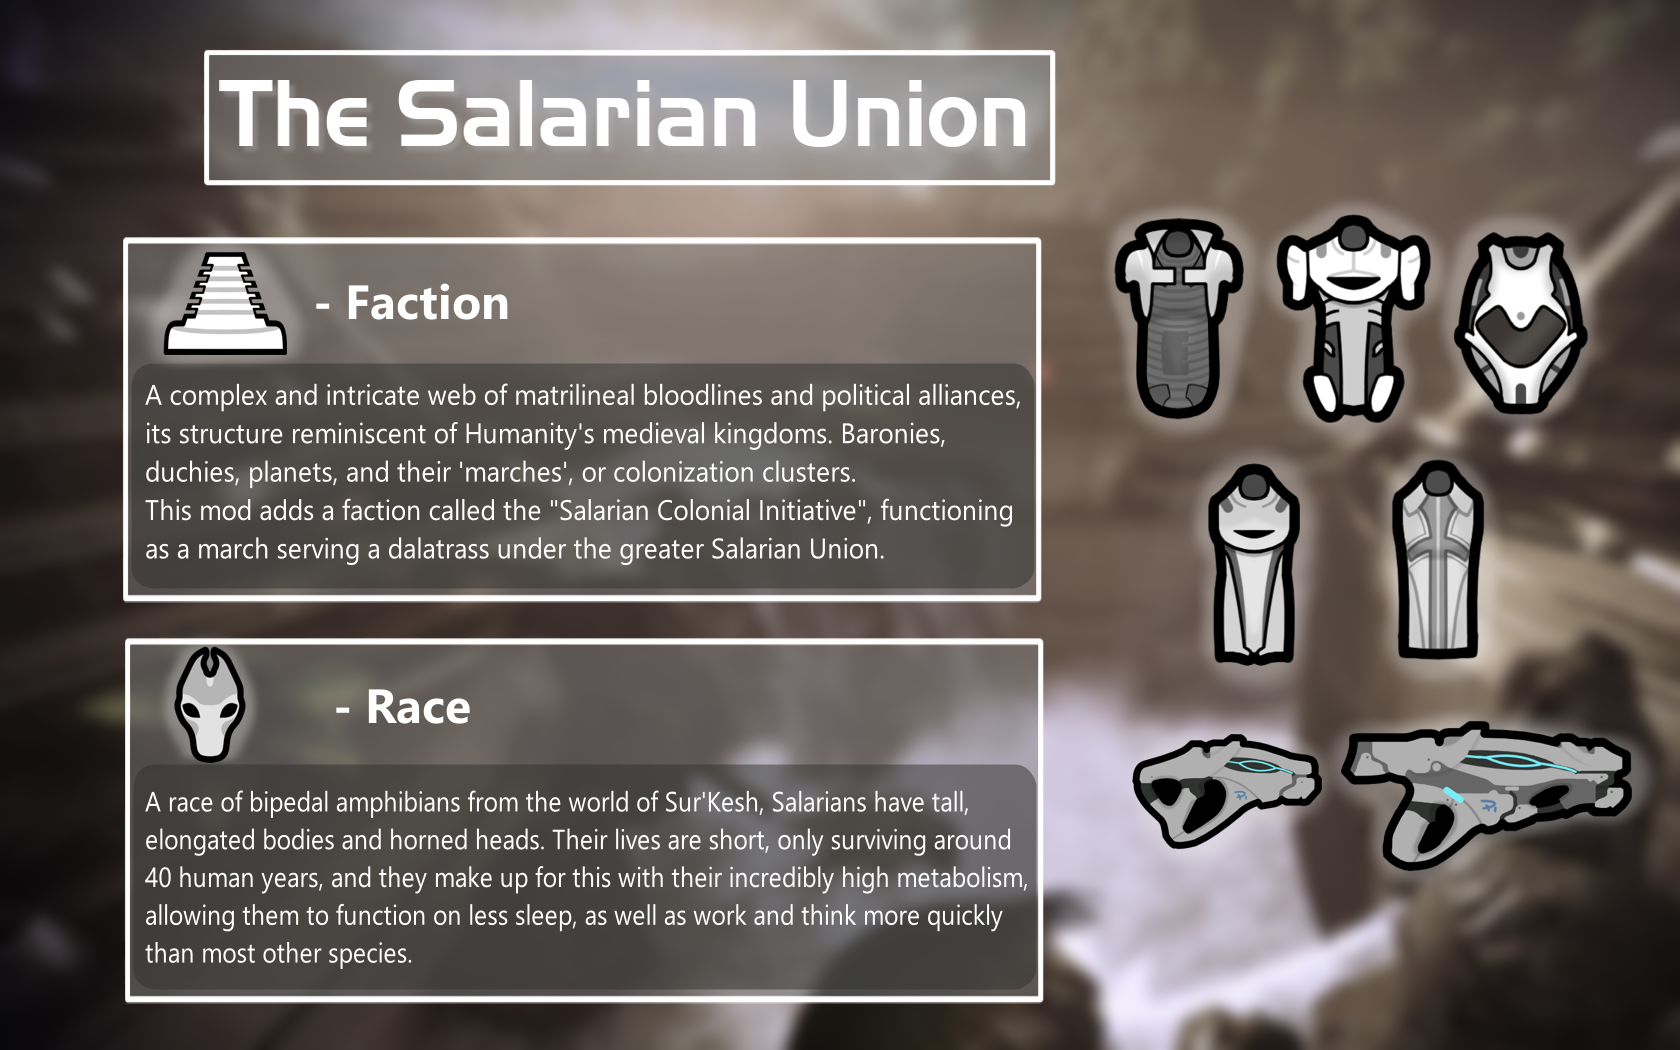 The Salarian Union
- Faction
A complex and intricate web of matrilineal bloodlines and political alliances,
its structure reminiscent of Humanity's medieval kingdoms. Baronies,
duchies, planets, and their 'marches', or colonization clusters.
This mod adds a faction called the "Salarian Colonial Initiative", functioning
as a march serving a dalatrass under the greater Salarian Union.
- Race
A race of bipedal amphibians from the world of Sur'Kesh, Salarians have tall,
elongated bodies and horned heads. Their lives are short, only surviving around
40 human years, and they make up for this with their incredibly high metabolism,
allowing them to function on less sleep, as well as work and think more quickly
than most other species.